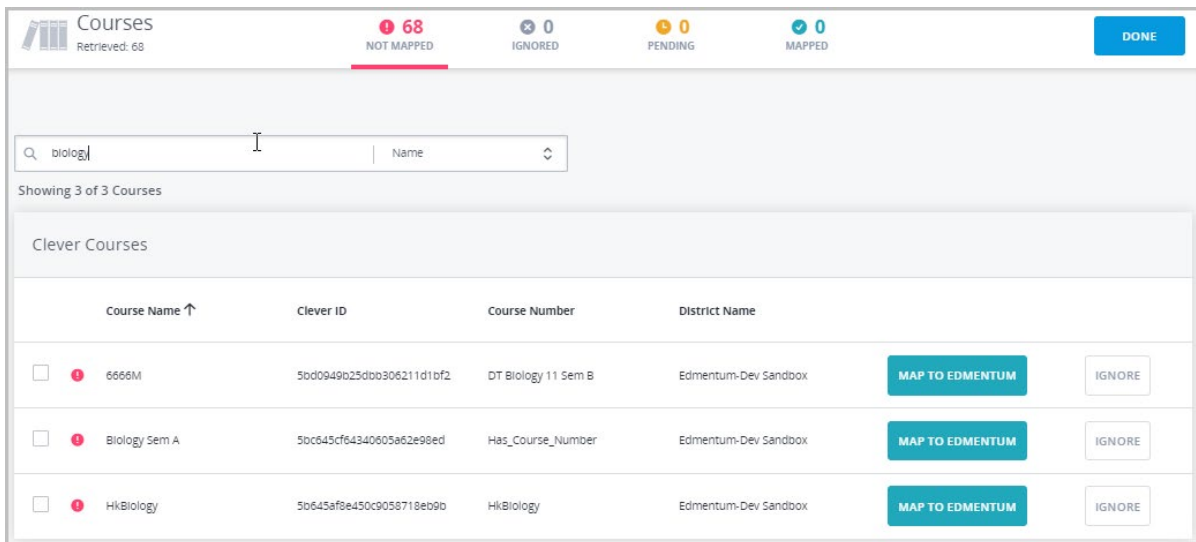 Courses
Retrieved: 68
68
NOT MAPPED
0
IGNORED
0
PENDING
0
MAPPED
DONE
biology
Name
Showing 3 of 3 Courses
Clever Courses
Course Name Clever ID Course Number District Name
6666M 5bd0949b25dbb306211d1bf2 DT Biology 11 Sem B Edmentum-Dev Sandbox MAP TO EDMENTUM IGNORE
Biology Sem A 5bc645cf64340605a62e98ed Has_Course_Number Edmentum-Dev Sandbox MAP TO EDMENTUM IGNORE
HkBiology 5b645af8e450c9058718eb9b HkBiology Edmentum-Dev Sandbox MAP TO EDMENTUM IGNORE